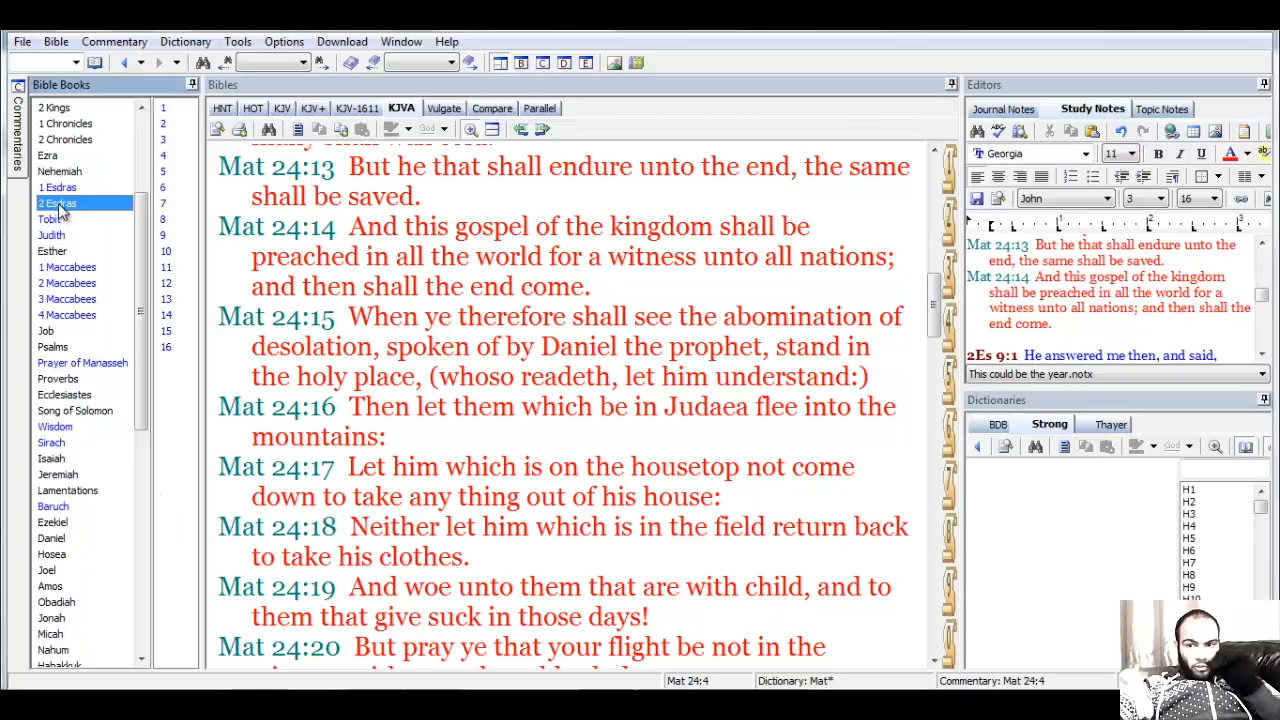 File Bible Commentary Dictionary Tools Options Download Window Help
B C D E
Bible Books
Commentaries
2 Kings
1 Chronicles
2 Chronicles
Ezra
Nehemiah
1 Esdras
2 Esdras
Tobit
Judith
Esther
1 Maccabees
2 Maccabees
3 Maccabees
4 Maccabees
Job
Psalms
Prayer of Manasseh
Proverbs
Ecclesiastes
Song of Solomon
Wisdom
Sirach
Isaiah
Jeremiah
Lamentations
Baruch
Ezekiel
Daniel
Hosea
Joel
Amos
Obadiah
Jonah
Micah
Nahum
Habakkuk
1
2
3
4
5
6
7
8
9
10
11
12
13
14
15
16
Bibles
HNT HOT KJV KJV+ KJV-1611 KJVA Vulgate Compare Parallel
God
Mat 24:13 But he that shall endure unto the end, the same
shall be saved.
Mat 24:14 And this gospel of the kingdom shall be
preached in all the world for a witness unto all nations;
and then shall the end come.
Mat 24:15 When ye therefore shall see the abomination of
desolation, spoken of by Daniel the prophet, stand in
the holy place, (whoso readeth, let him understand:)
Mat 24:16 Then let them which be in Judaea flee into the
mountains:
Mat 24:17 Let him which is on the housetop not come
down to take any thing out of his house:
Mat 24:18 Neither let him which is in the field return back
to take his clothes.
Mat 24:19 And woe unto them that are with child, and to
them that give suck in those days!
Mat 24:20 But pray ye that your flight be not in the
Editors
Journal Notes Study Notes Topic Notes
Georgia 11 B I U A ab
John 3 16
1 2 3
Mat 24:13 But he that shall endure unto the
end, the same shall be saved.
Mat 24:14 And this gospel of the kingdom
shall be preached in all the world for a
witness unto all nations; and then shall the
end come.
2Es 9:1 He answered me then, and said,
This could be the year.notx
Dictionaries
BDB Strong Thayer
God
H1
H2
H3
H4
H5
H6
H7
H8
H9
H10
Mat 24:4 Dictionary: Mat* Commentary: Mat 24:4